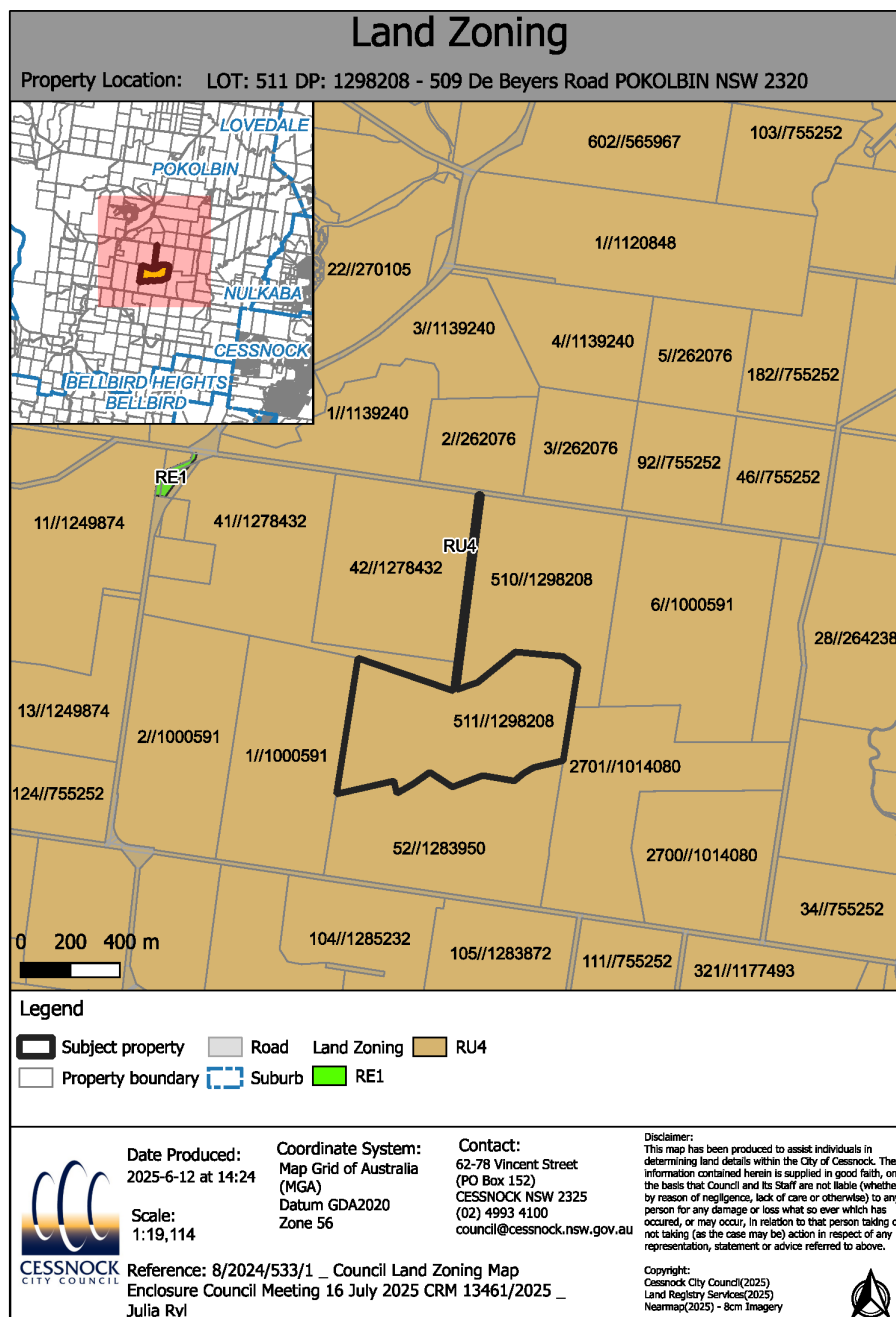 Land Zoning
Property Location: LOT: 511 DP: 1298208 - 509 De Beyers Road POKOLBIN NSW 2320
LOVEDALE
POKOLBIN
NULKABA
CESSNOCK
BELLBIRD HEIGHTS
BELLBIRD
602//565967
103//755252
1//1120848
22//270105
3//1139240
4//1139240
5//262076
182//755252
1//1139240
2//262076
3//262076
92//755252
46//755252
RE1
11//1249874
41//1278432
RU4
42//1278432
510//1298208
6//1000591
28//264238
13//1249874
2//1000591
1//1000591
511//1298208
2701//1014080
124//755252
52//1283950
2700//1014080
34//755252
104//1285232
105//1283872
111//755252
321//1177493
0 200 400 m
Legend
Subject property Road Land Zoning RU4
Property boundary Suburb RE1
CESSNOCK
CITY COUNCIL
Date Produced:
2025-6-12 at 14:24
Scale:
1:19,114
Coordinate System:
Map Grid of Australia
(MGA)
Datum GDA2020
Zone 56
Contact:
62-78 Vincent Street
(PO Box 152)
CESSNOCK NSW 2325
(02) 4993 4100
council@cessnock.nsw.gov.au
Reference: 8/2024/533/1 _ Council Land Zoning Map
Enclosure Council Meeting 16 July 2025 CRM 13461/2025 _
Julia Ryl
Disclaimer:
This map has been produced to assist individuals in
determining land details within the City of Cessnock. The
information contained herein is supplied in good faith, on
the basis that Council and its Staff are not liable (whethe
by reason of negligence, lack of care or otherwise) to any
person for any damage or loss what so ever which has
occured, or may occur, in relation to that person taking o
not taking (as the case may be) action in respect of any
representation, statement or advice referred to above.
Copyright:
Cessnock City Council(2025)
Land Registry Services(2025)
Nearmap(2025) - 8cm Imagery